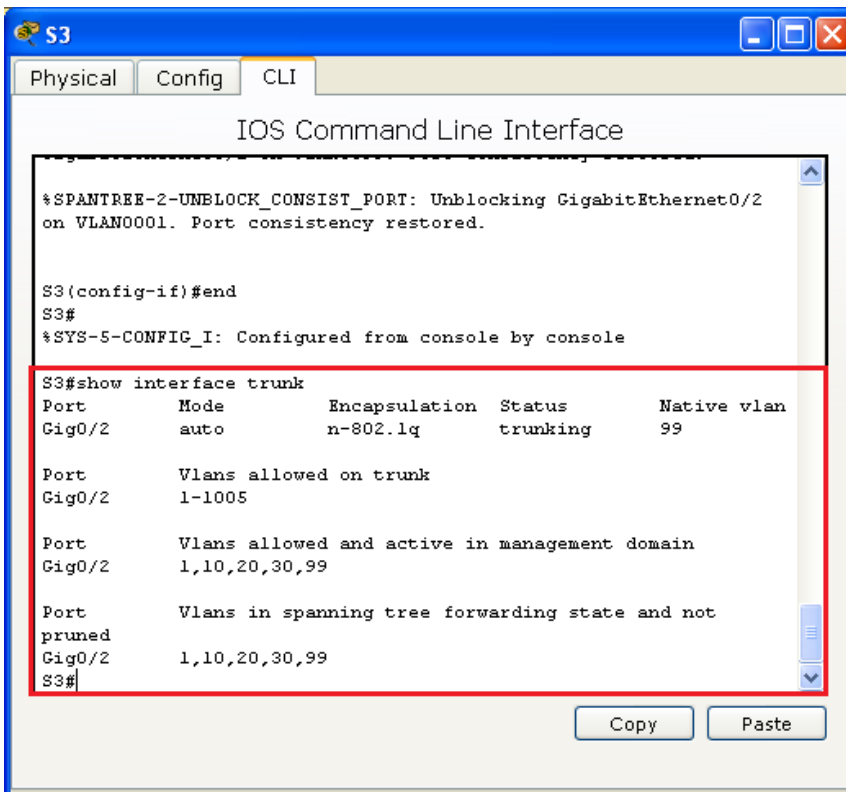 S3
Physical Config CLI
IOS Command Line Interface
%SPANTREE-2-UNBLOCK_CONSIST_PORT: Unblocking GigabitEthernet0/2
on VLAN0001. Port consistency restored.
S3(config-if)#end
S3#
%SYS-5-CONFIG_I: Configured from console by console
S3#show interface trunk
Port Mode Encapsulation Status Native vlan
Gig0/2 auto n-802.1q trunking 99
Port Vlans allowed on trunk
Gig0/2 1-1005
Port Vlans allowed and active in management domain
Gig0/2 1,10,20,30,99
Port Vlans in spanning tree forwarding state and not
pruned
Gig0/2 1,10,20,30,99
S3#
Copy Paste